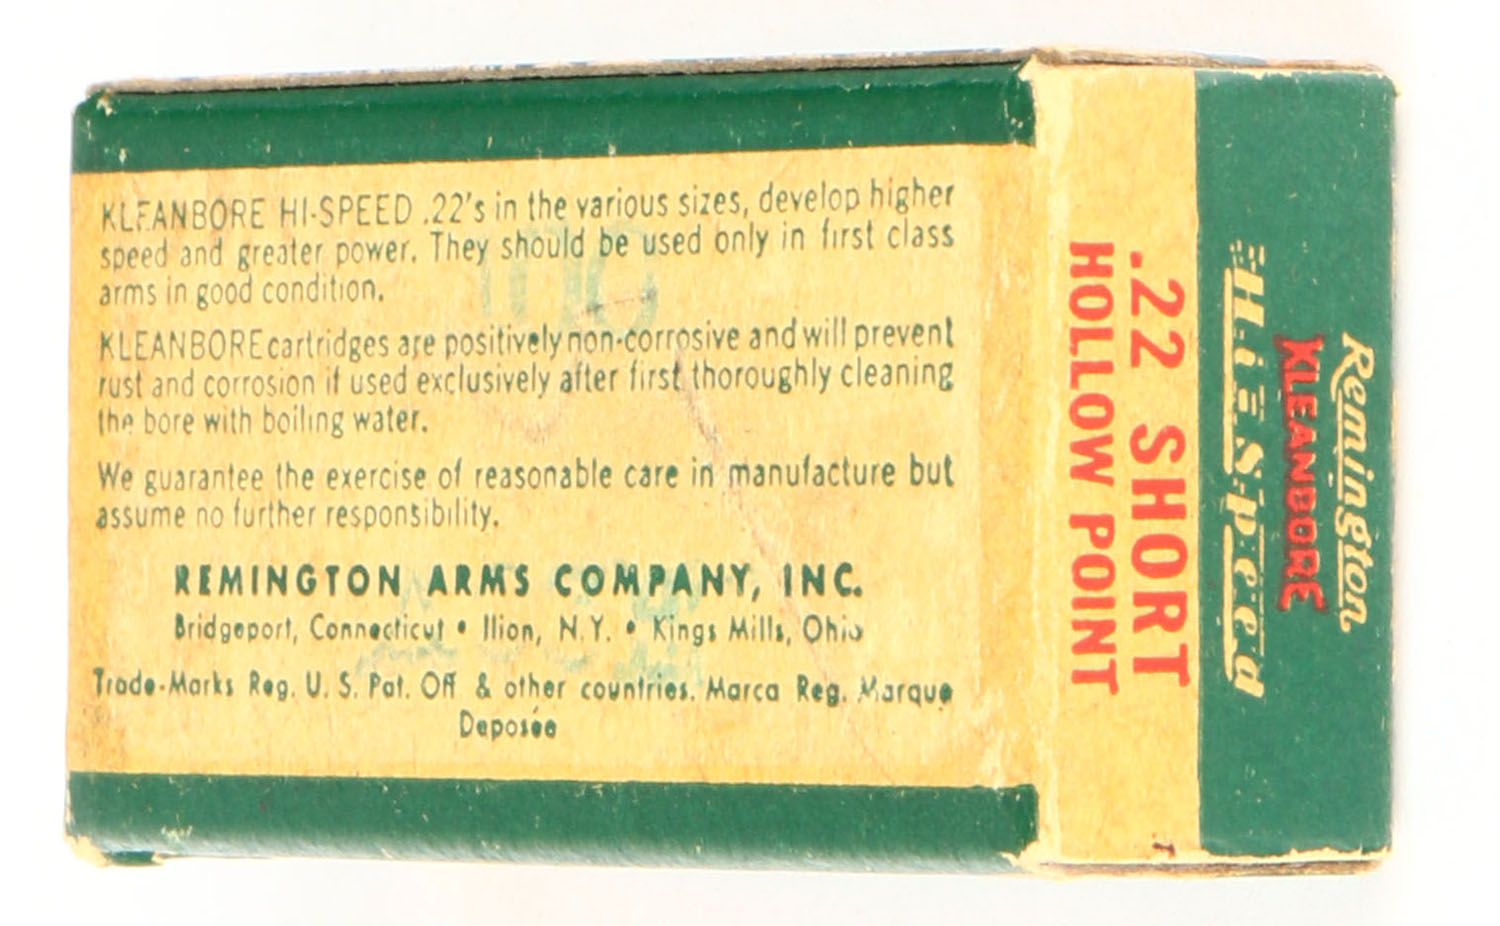 KLEANBORE HI-SPEED .22's in the various sizes, develop higher
speed and greater power. They should be used only in first class
arms in good condition.
KLEANBORE cartridges are positively non-corrosive and will prevent
rust and corrosion if used exclusively after first thoroughly cleaning
the bore with boiling water.
We guarantee the exercise of reasonable care in manufacture but
assume no further responsibility.
REMINGTON ARMS COMPANY, INC.
Bridgeport, Connecticut • Ilion, N.Y. • Kings Mills, Ohio
Trade-Marks Reg. U. S. Pat. Off & other countries. Marca Reg. Marque
Deposée
Remington
KLEANBORE
Hi-Speed
.22 SHORT
HOLLOW POINT